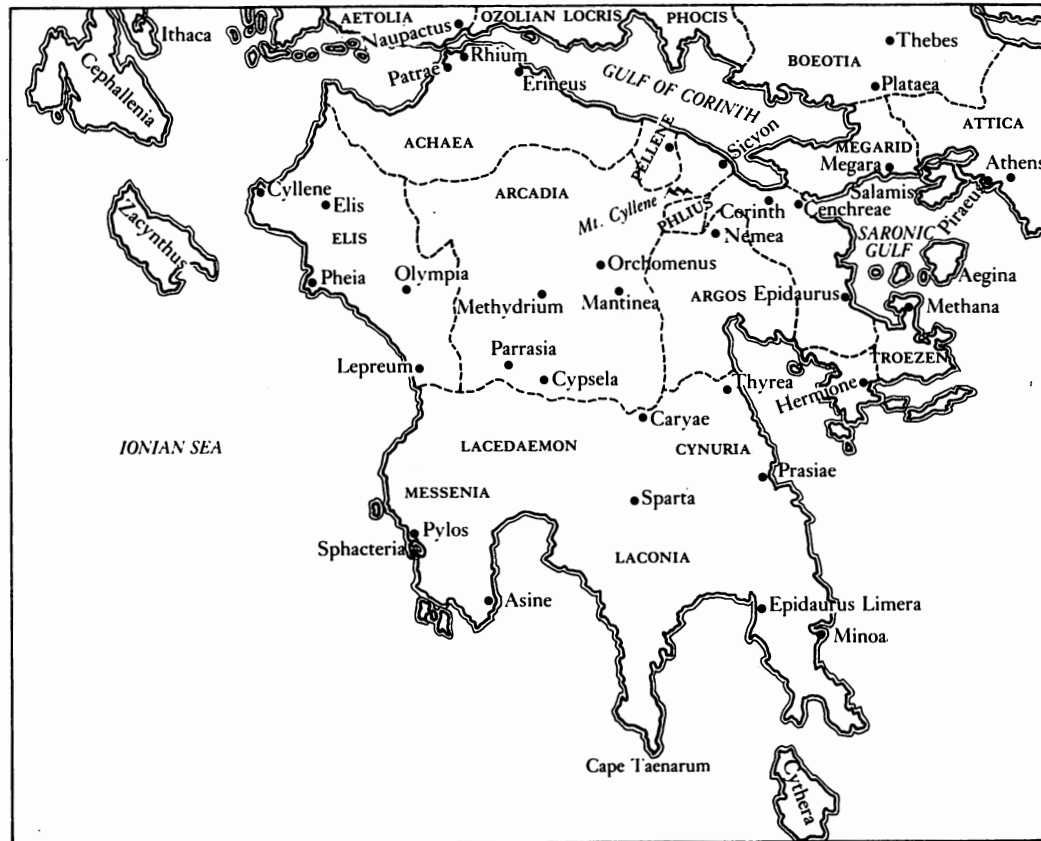 AETOLIA
OZOLIAN LOCRIS
PHOCIS
Ithaca
Naupactus
Thebes
Rhium
BOEOTIA
Cephallenia
Patrae
Erineus
GULF OF CORINTH
Plataea
ATTICA
ACHAEA
PELLENE
Sicyon
MEGARID
Megara
Athens
ARCADIA
Salamis
Piraeus
Cyllene
Mt. Cyllene
PHLIUS
Corinth
Cenchreae
Elis
Zacynthus
ELIS
Nemea
SARONIC
GULF
Orchomenus
Aegina
Pheia
Olympia
Methydrium
Mantinea
ARGOS
Epidaurus
Methana
TROEZEN
Lepreum
Parrasia
Cypsela
Thyrea
Hermione
Caryae
IONIAN SEA
LACEDAEMON
CYNURIA
Prasiae
MESSENIA
Sparta
Pylos
Sphacteria
LACONIA
Asine
Epidaurus Limera
Minoa
Cape Taenarum
Cythera